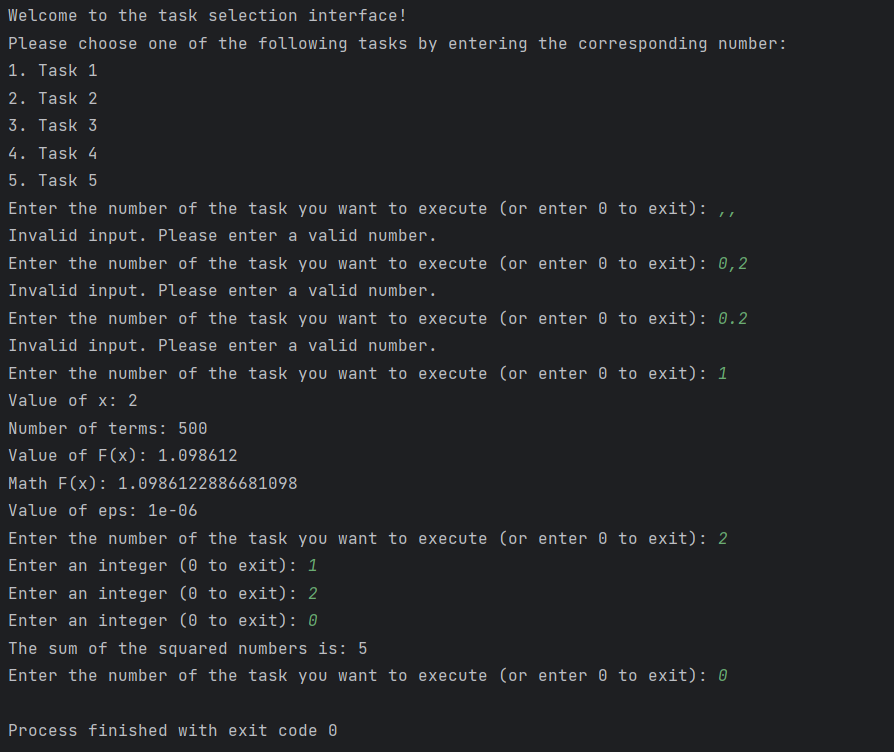 Welcome to the task selection interface!
Please choose one of the following tasks by entering the corresponding number:
1. Task 1
2. Task 2
3. Task 3
4. Task 4
5. Task 5
Enter the number of the task you want to execute (or enter 0 to exit): ,,
Invalid input. Please enter a valid number.
Enter the number of the task you want to execute (or enter 0 to exit): 0,2
Invalid input. Please enter a valid number.
Enter the number of the task you want to execute (or enter 0 to exit): 0.2
Invalid input. Please enter a valid number.
Enter the number of the task you want to execute (or enter 0 to exit): 1
Value of x: 2
Number of terms: 500
Value of F(x): 1.098612
Math F(x): 1.0986122886681098
Value of eps: 1e-06
Enter the number of the task you want to execute (or enter 0 to exit): 2
Enter an integer (0 to exit): 1
Enter an integer (0 to exit): 2
Enter an integer (0 to exit): 0
The sum of the squared numbers is: 5
Enter the number of the task you want to execute (or enter 0 to exit): 0
Process finished with exit code 0